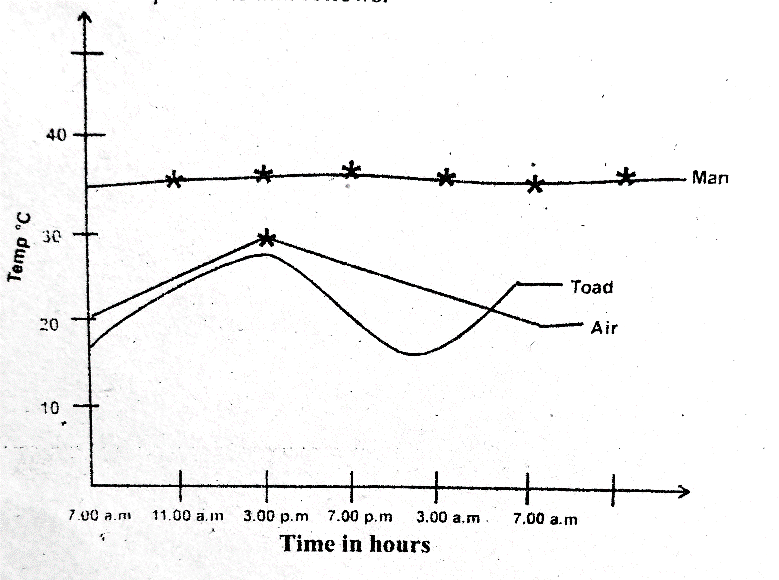 40
Man
30
Temp °C
Toad
20
Air
10
7.00 a.m 11.00 a.m 3.00 p.m 7.00 p.m 3.00 a.m. 7.00 a.m
Time in hours